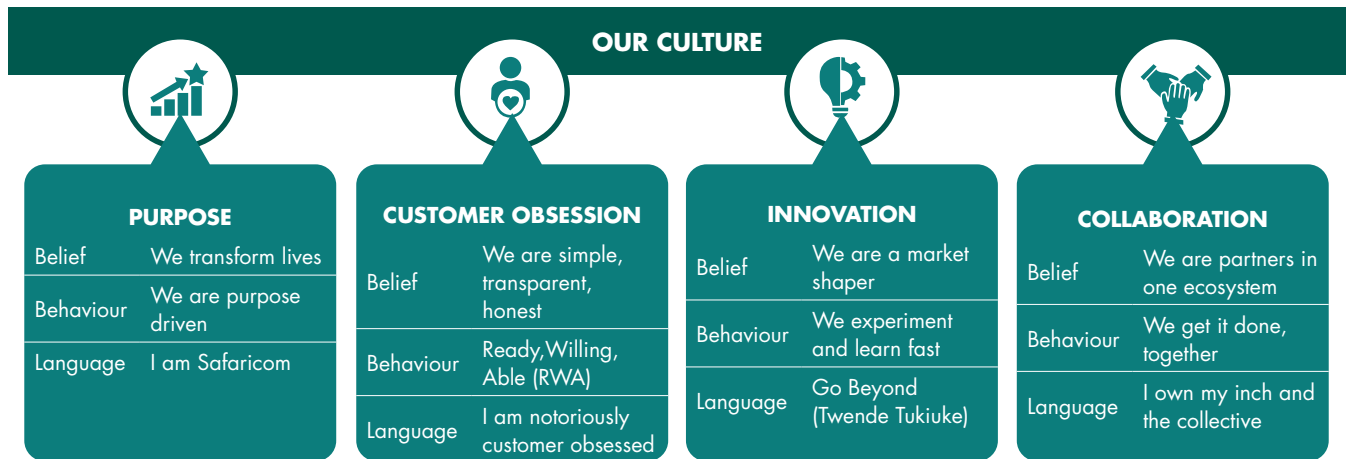 OUR CULTURE
PURPOSE
Belief We transform lives
Behaviour We are purpose
driven
Language I am Safaricom
CUSTOMER OBSESSION
Belief We are simple,
transparent,
honest
Behaviour Ready,Willing,
Able (RWA)
Language I am notoriously
customer obsessed
INNOVATION
Belief We are a market
shaper
Behaviour We experiment
and learn fast
Language Go Beyond
(Twende Tukiuke)
COLLABORATION
Belief We are partners in
one ecosystem
Behaviour We get it done,
together
Language I own my inch and
the collective